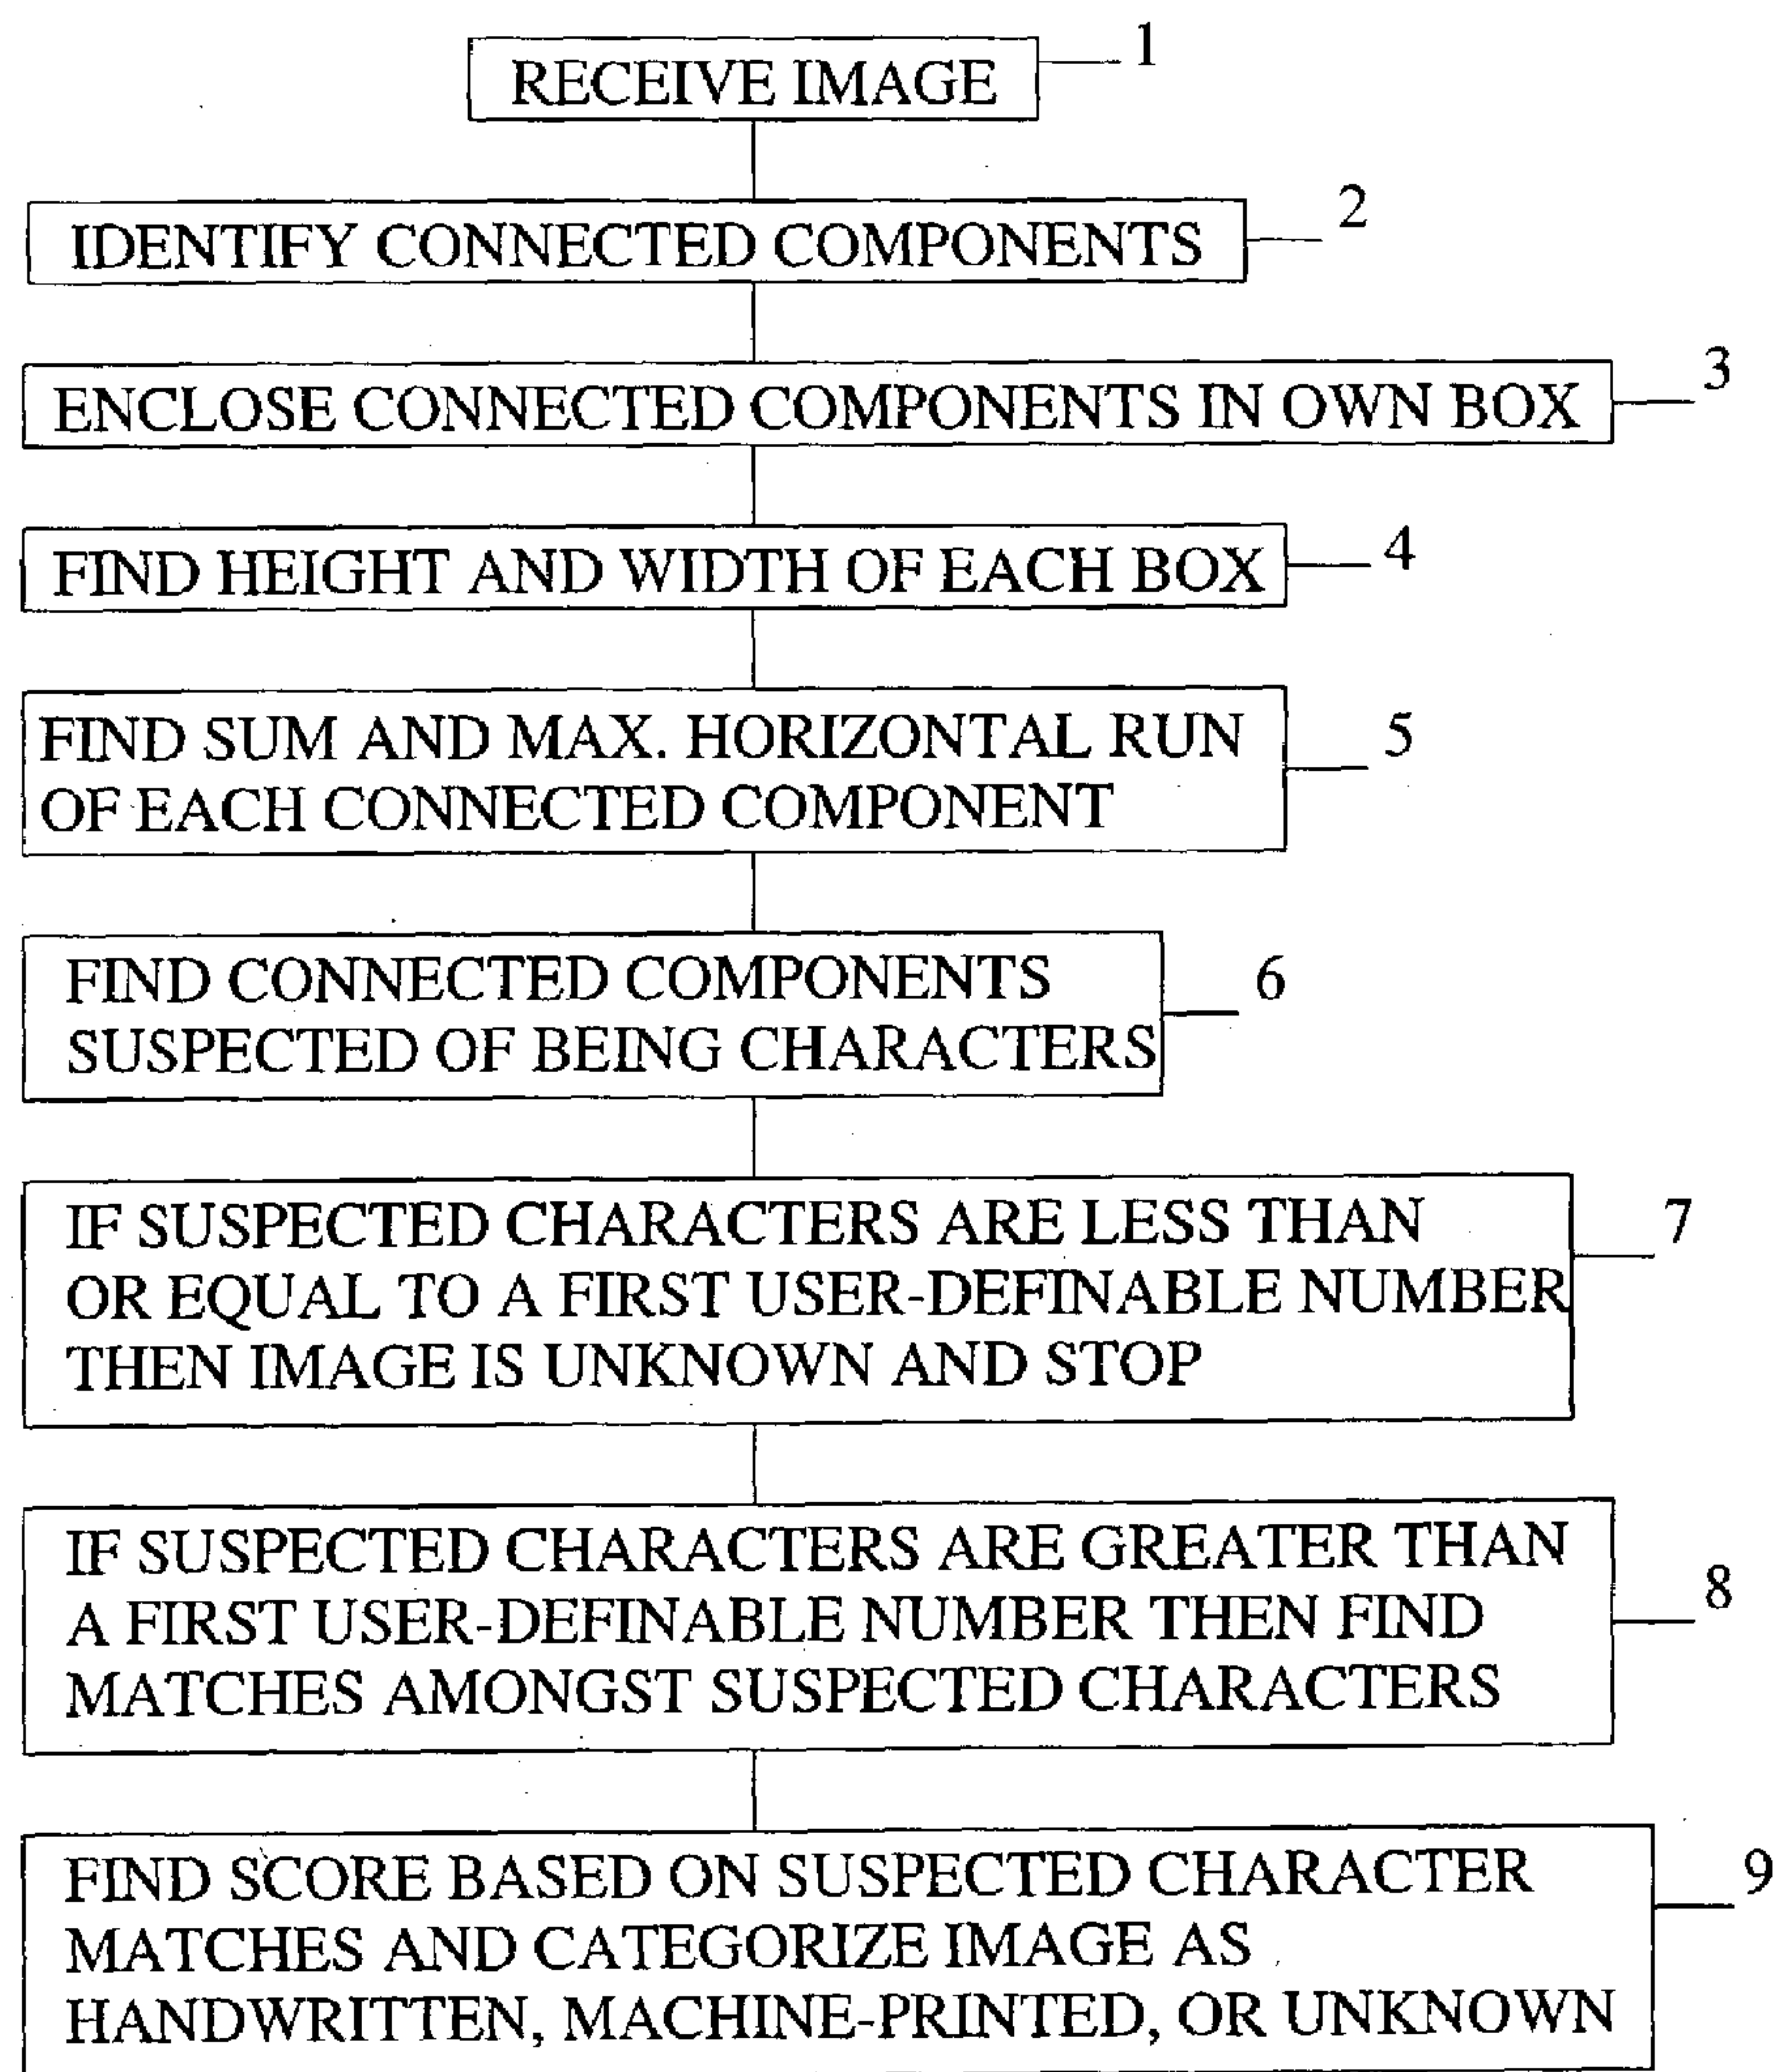 RECEIVE IMAGE 1
IDENTIFY CONNECTED COMPONENTS 2
ENCLOSE CONNECTED COMPONENTS IN OWN BOX 3
FIND HEIGHT AND WIDTH OF EACH BOX 4
FIND SUM AND MAX. HORIZONTAL RUN 5
OF EACH CONNECTED COMPONENT
FIND CONNECTED COMPONENTS 6
SUSPECTED OF BEING CHARACTERS
IF SUSPECTED CHARACTERS ARE LESS THAN 7
OR EQUAL TO A FIRST USER-DEFINABLE NUMBER
THEN IMAGE IS UNKNOWN AND STOP
IF SUSPECTED CHARACTERS ARE GREATER THAN
A FIRST USER-DEFINABLE NUMBER THEN FIND 8
MATCHES AMONGST SUSPECTED CHARACTERS
FIND SCORE BASED ON SUSPECTED CHARACTER 9
MATCHES AND CATEGORIZE IMAGE AS
HANDWRITTEN, MACHINE-PRINTED, OR UNKNOWN